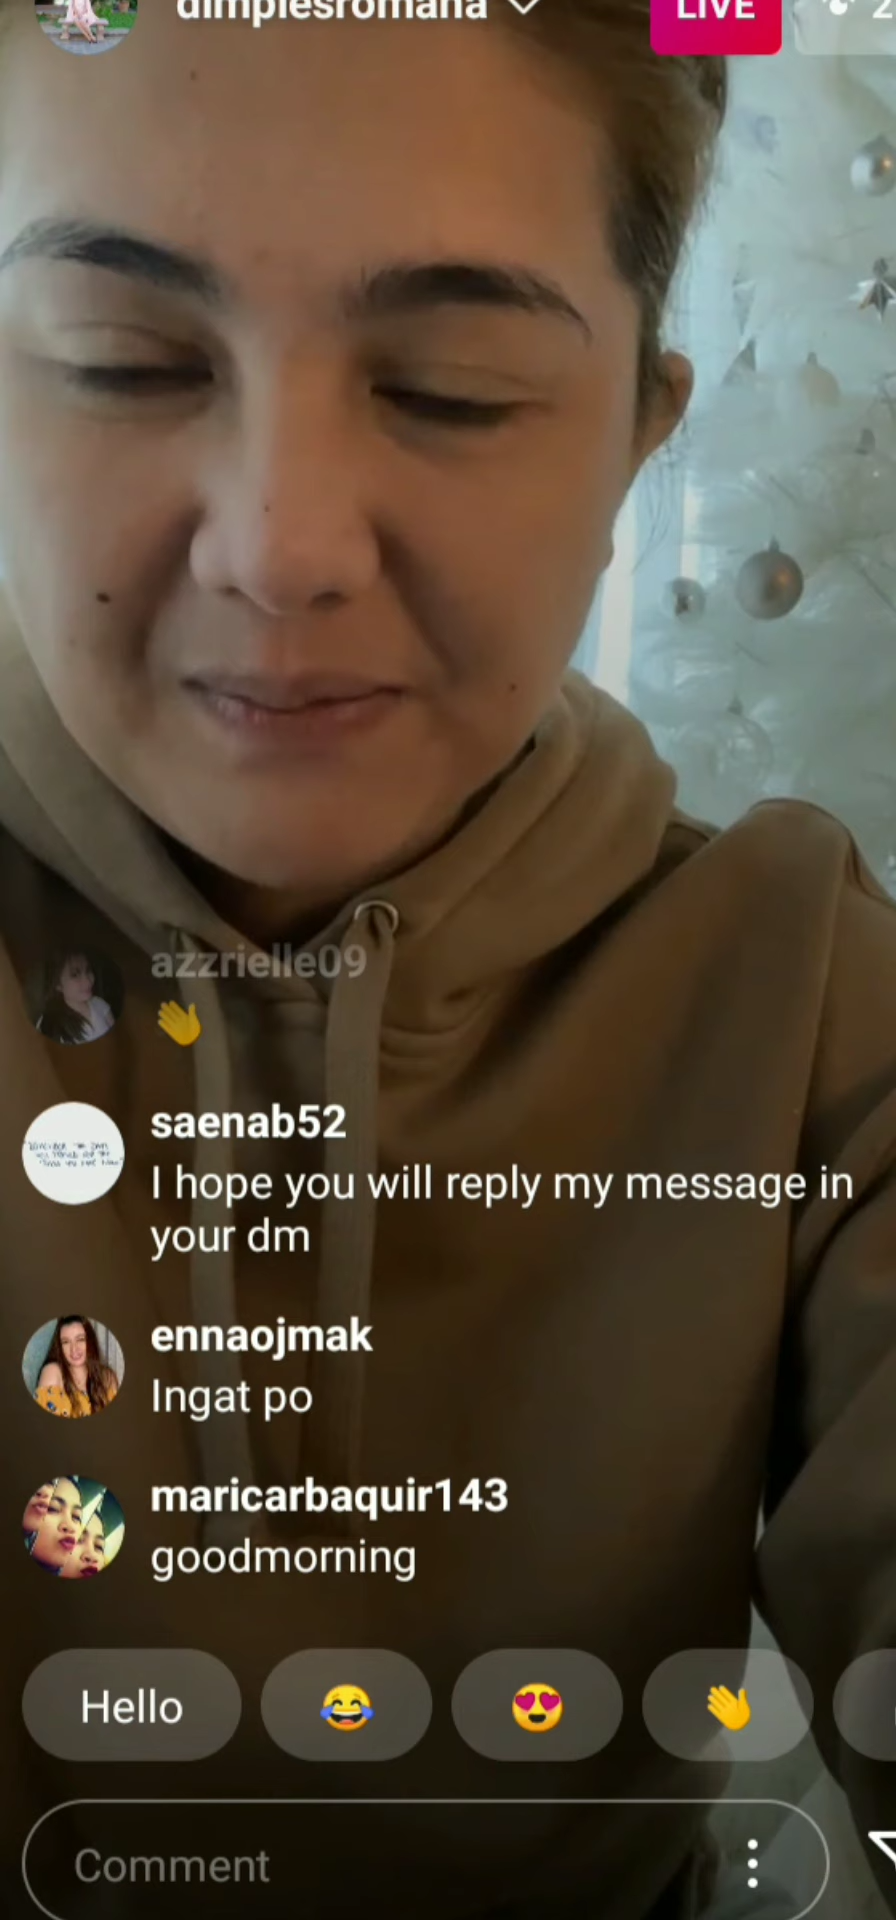 dimplesromana
LIVE
2
azzrielle09
👋
saenab52
I hope you will reply my message in
your dm
ennaojmak
Ingat po
maricarbaquir143
goodmorning
Hello 😂 😍 👋
Comment